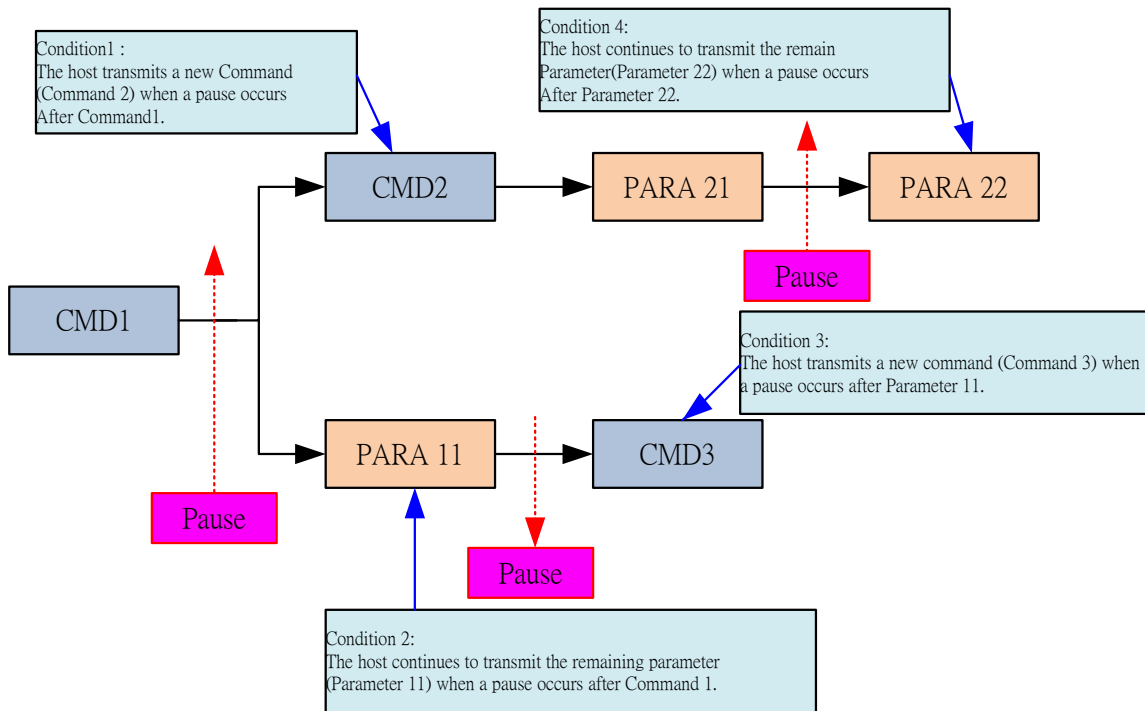 Condition1 :
The host transmits a new Command
(Command 2) when a pause occurs
After Command1.
Condition 4:
The host continues to transmit the remain
Parameter(Parameter 22) when a pause occurs
After Parameter 22.
CMD2
PARA 21
PARA 22
Pause
CMD1
Condition 3:
The host transmits a new command (Command 3) when
a pause occurs after Parameter 11.
PARA 11
CMD3
Pause
Pause
Condition 2:
The host continues to transmit the remaining parameter
(Parameter 11) when a pause occurs after Command 1.